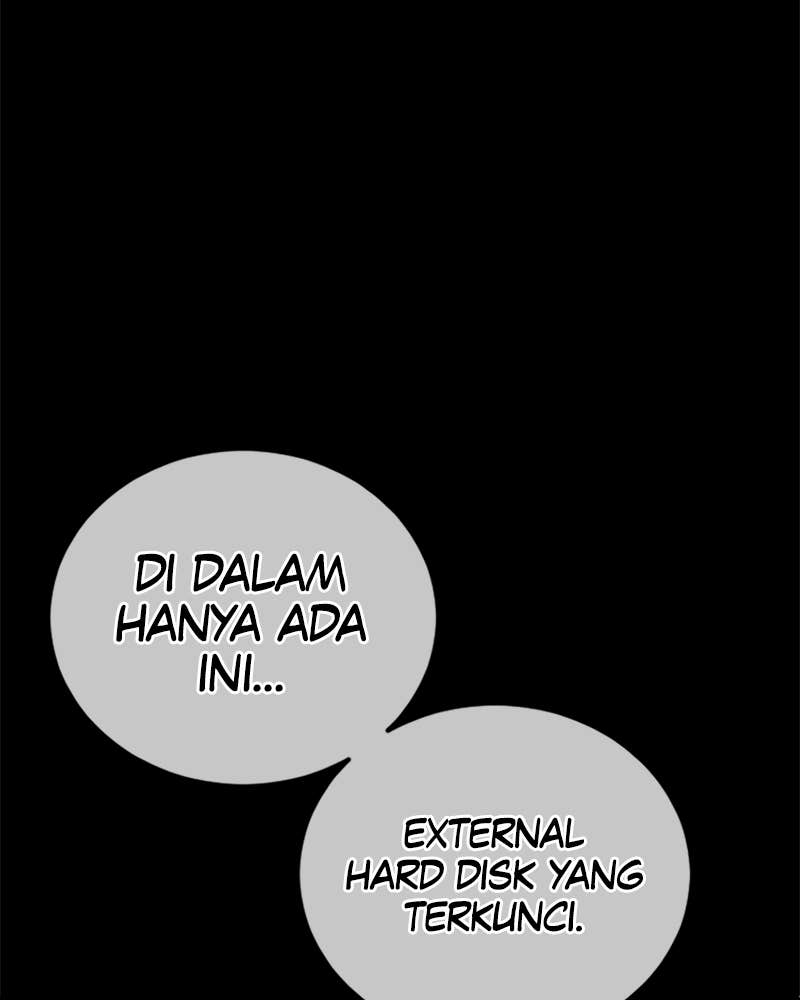 DI DALAM
HANYA ADA
INI...
EXTERNAL
HARD DISK YANG
TERKUNCI.